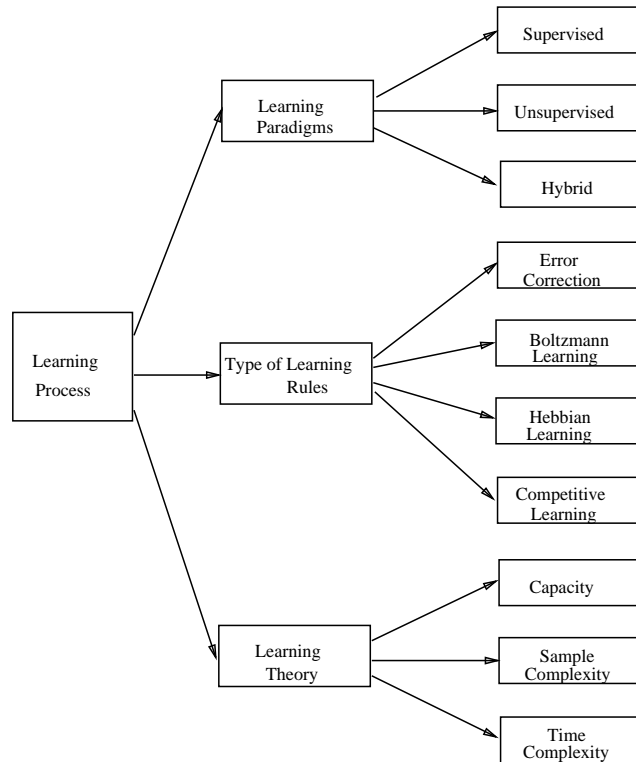 Supervised
Learning
Paradigms
Unsupervised
Hybrid
Error
Correction
Learning
Process
Type of Learning
Rules
Boltzmann
Learning
Hebbian
Learning
Competitive
Learning
Learning
Theory
Capacity
Sample
Complexity
Time
Complexity